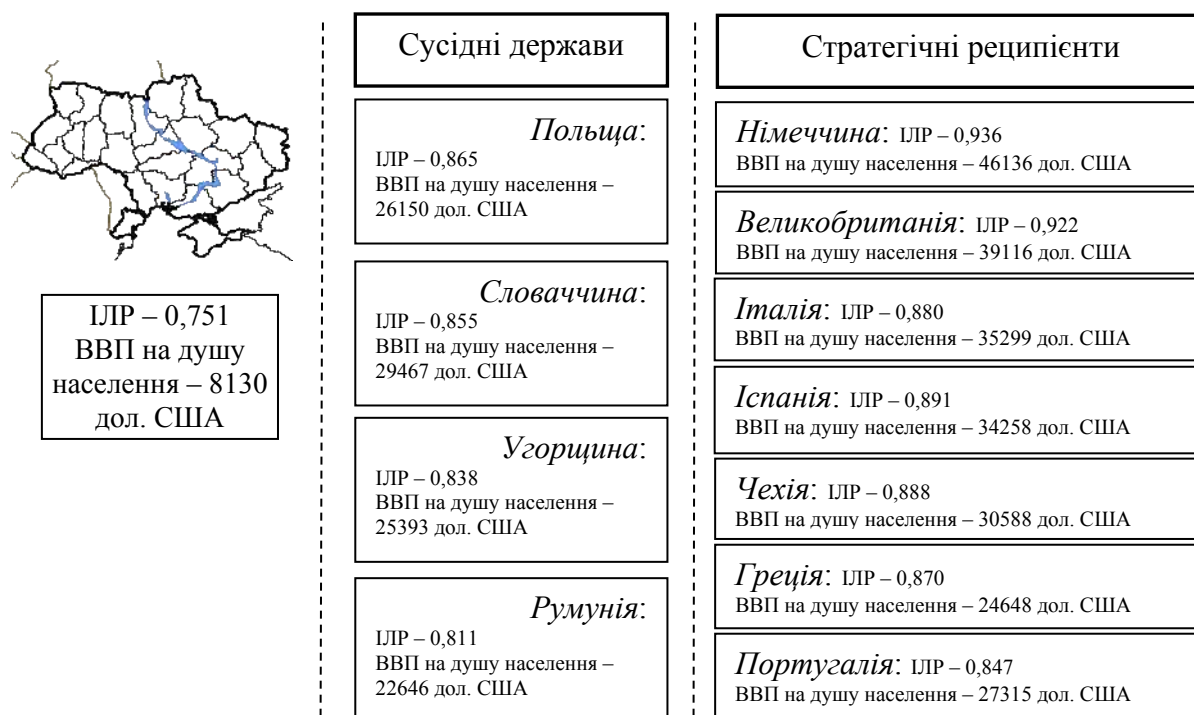 ІЛР – 0,751
ВВП на душу
населення – 8130
дол. США
Сусідні держави
Польща:
ІЛР – 0,865
ВВП на душу населення –
26150 дол. США
Словаччина:
ІЛР – 0,855
ВВП на душу населення –
29467 дол. США
Угорщина:
ІЛР – 0,838
ВВП на душу населення –
25393 дол. США
Румунія:
ІЛР – 0,811
ВВП на душу населення –
22646 дол. США
Стратегічні реципієнти
Німеччина: ІЛР – 0,936
ВВП на душу населення – 46136 дол. США
Великобританія: ІЛР – 0,922
ВВП на душу населення – 39116 дол. США
Італія: ІЛР – 0,880
ВВП на душу населення – 35299 дол. США
Іспанія: ІЛР – 0,891
ВВП на душу населення – 34258 дол. США
Чехія: ІЛР – 0,888
ВВП на душу населення – 30588 дол. США
Греція: ІЛР – 0,870
ВВП на душу населення – 24648 дол. США
Португалія: ІЛР – 0,847
ВВП на душу населення – 27315 дол. США